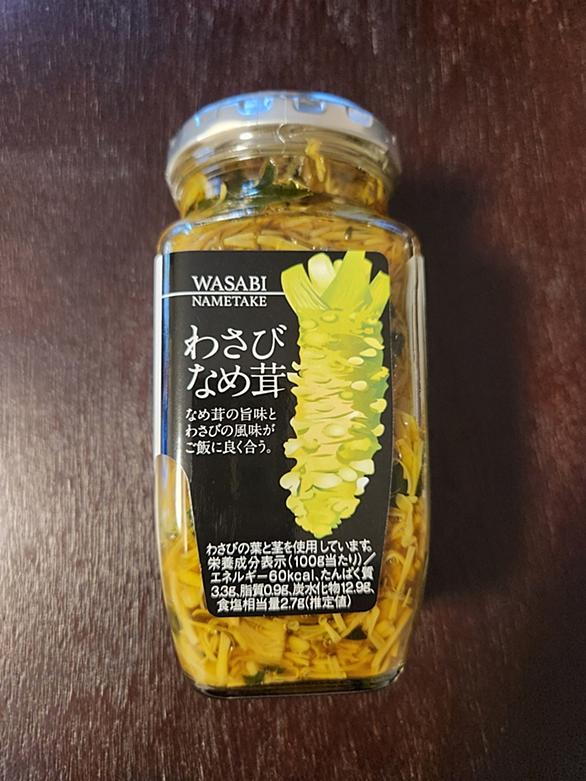 WASABI
NAMETAKE
わさび
なめ茸
なめ茸の旨味と
わさびの風味が
ご飯に良く合う。
わさびの葉と茎を使用しています。
栄養成分表示(100g当たり)/
エネルギー60kcal、たんぱく質
3.3g、脂質0.9g、炭水化物12.9g、
食塩相当量2.7g(推定値)